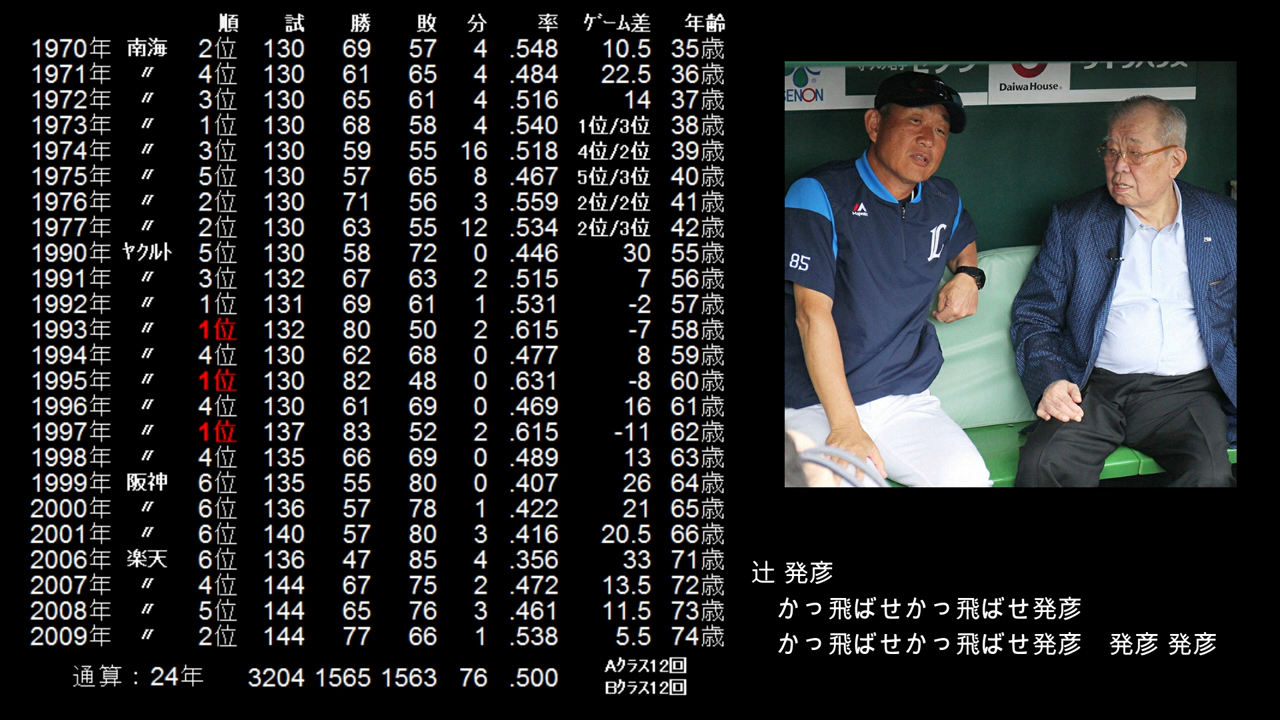 順 試 勝 敗 分 率 ゲーム差 年齢
1970年 南海 2位 130 69 57 4 .548 10.5 35歳
1971年 〃 4位 130 61 65 4 .484 22.5 36歳
1972年 〃 3位 130 65 61 4 .516 14 37歳
1973年 〃 1位 130 68 58 4 .540 1位/3位 38歳
1974年 〃 3位 130 59 55 16 .518 4位/2位 39歳
1975年 〃 5位 130 57 65 8 .467 5位/3位 40歳
1976年 〃 2位 130 71 56 3 .559 2位/2位 41歳
1977年 〃 2位 130 63 55 12 .534 2位/3位 42歳
1990年 ヤクルト 5位 130 58 72 0 .446 30 55歳
1991年 〃 3位 132 67 63 2 .515 7 56歳
1992年 〃 1位 131 69 61 1 .531 -2 57歳
1993年 〃 1位 132 80 50 2 .615 -7 58歳
1994年 〃 4位 130 62 68 0 .477 8 59歳
1995年 〃 1位 130 82 48 0 .631 -8 60歳
1996年 〃 4位 130 61 69 0 .469 16 61歳
1997年 〃 1位 137 83 52 2 .615 -11 62歳
1998年 〃 4位 135 66 69 0 .489 13 63歳
1999年 阪神 6位 135 55 80 0 .407 26 64歳
2000年 〃 6位 136 57 78 1 .422 21 65歳
2001年 〃 6位 140 57 80 3 .416 20.5 66歳
2006年 楽天 6位 136 47 85 4 .356 33 71歳
2007年 〃 4位 144 67 75 2 .472 13.5 72歳
2008年 〃 5位 144 65 76 3 .461 11.5 73歳
2009年 〃 2位 144 77 66 1 .538 5.5 74歳
通算：24年 3204 1565 1563 76 .500 Aクラス12回
Bクラス12回
SENON
Daiwa House
Majestic
L
85
辻 発彦
かっ飛ばせかっ飛ばせ発彦
かっ飛ばせかっ飛ばせ発彦 発彦 発彦